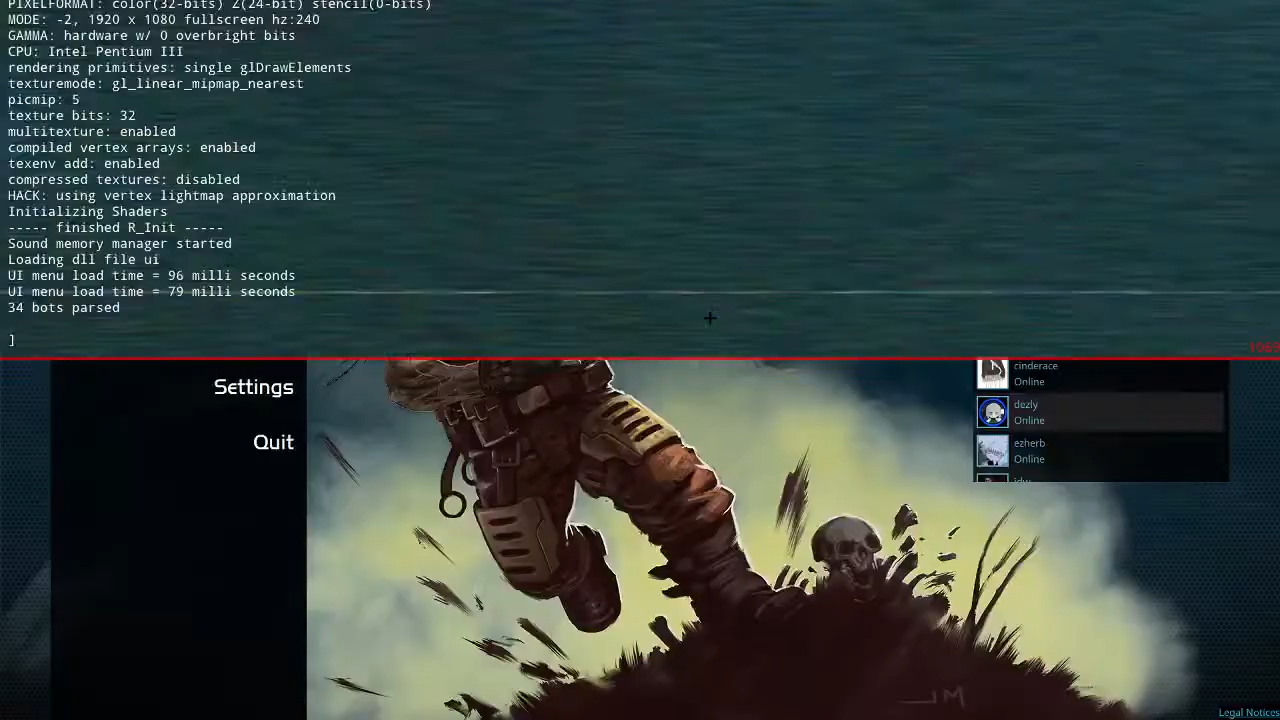 PIXELFORMAT: color(32-bits) Z(24-bit) stencil(0-bits)
MODE: -2, 1920 x 1080 fullscreen hz:240
GAMMA: hardware w/ 0 overbright bits
CPU: Intel Pentium III
rendering primitives: single glDrawElements
texturemode: gl_linear_mipmap_nearest
picmip: 5
texture bits: 32
multitexture: enabled
compiled vertex arrays: enabled
texenv add: enabled
compressed textures: disabled
HACK: using vertex lightmap approximation
Initializing Shaders
----- finished R_Init -----
Sound memory manager started
Loading dll file ui
UI menu load time = 96 milli seconds
UI menu load time = 79 milli seconds
34 bots parsed
]
Settings
Quit
cinderace
Online
dezly
Online
ezherb
Online
JM
Legal Notices